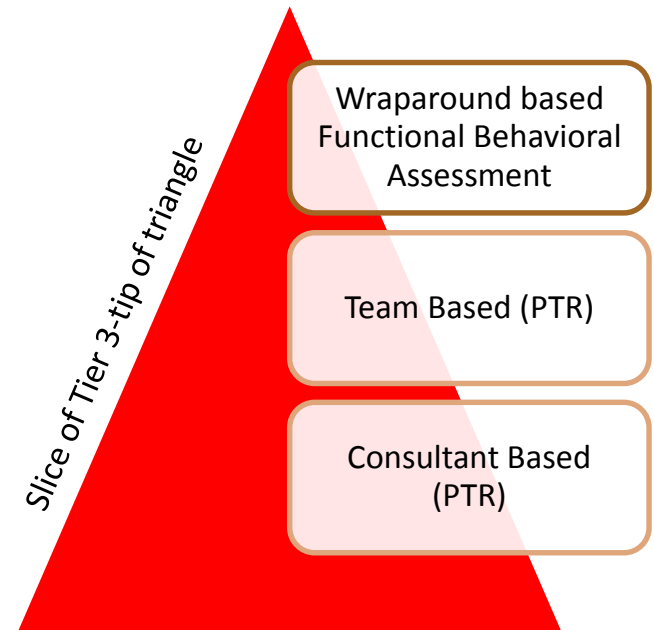 Slice of Tier 3-tip of triangle
Wraparound based
Functional Behavioral
Assessment
Team Based (PTR)
Consultant Based
(PTR)